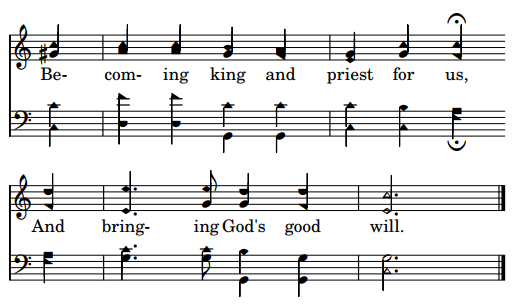 Be- com- ing king and priest for us,
And bring- ing God's good will.